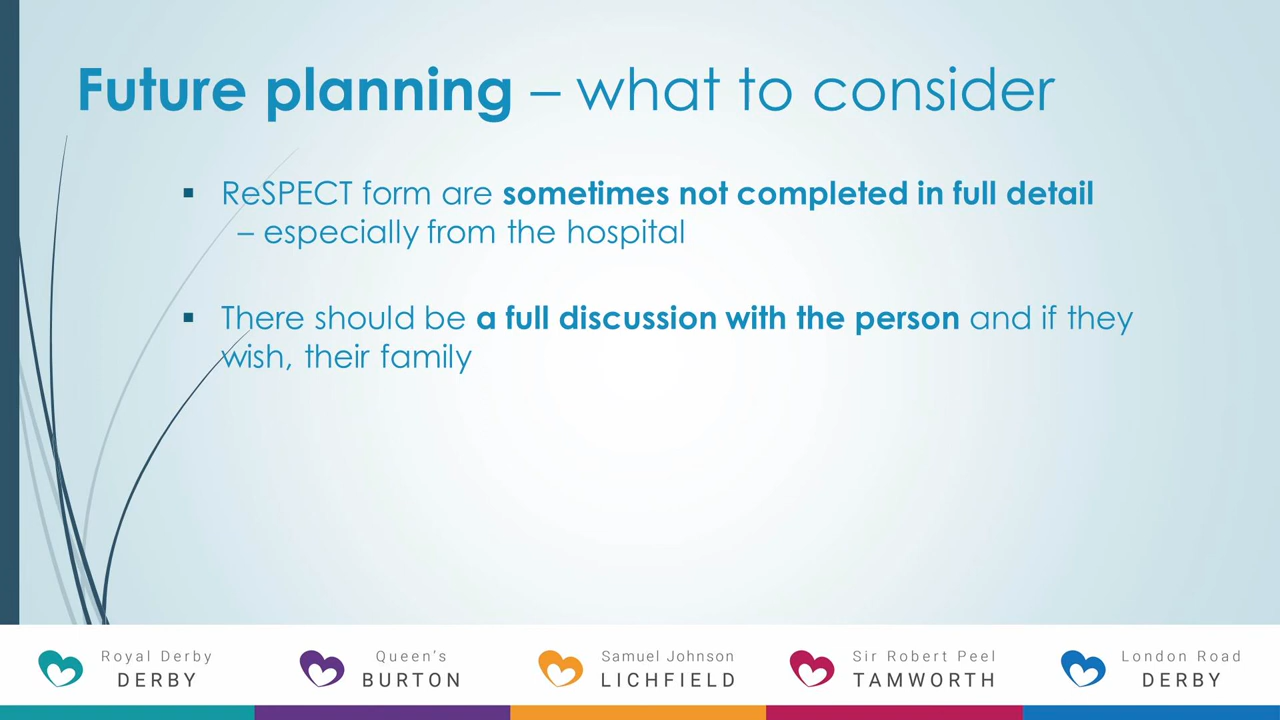 Future planning – what to consider
▪ ReSPECT form are sometimes not completed in full detail
– especially from the hospital
▪ There should be a full discussion with the person and if they
wish, their family
Royal Derby
DERBY
Queen's
BURTON
Samuel Johnson
LICHFIELD
Sir Robert Peel
TAMWORTH
London Road
DERBY